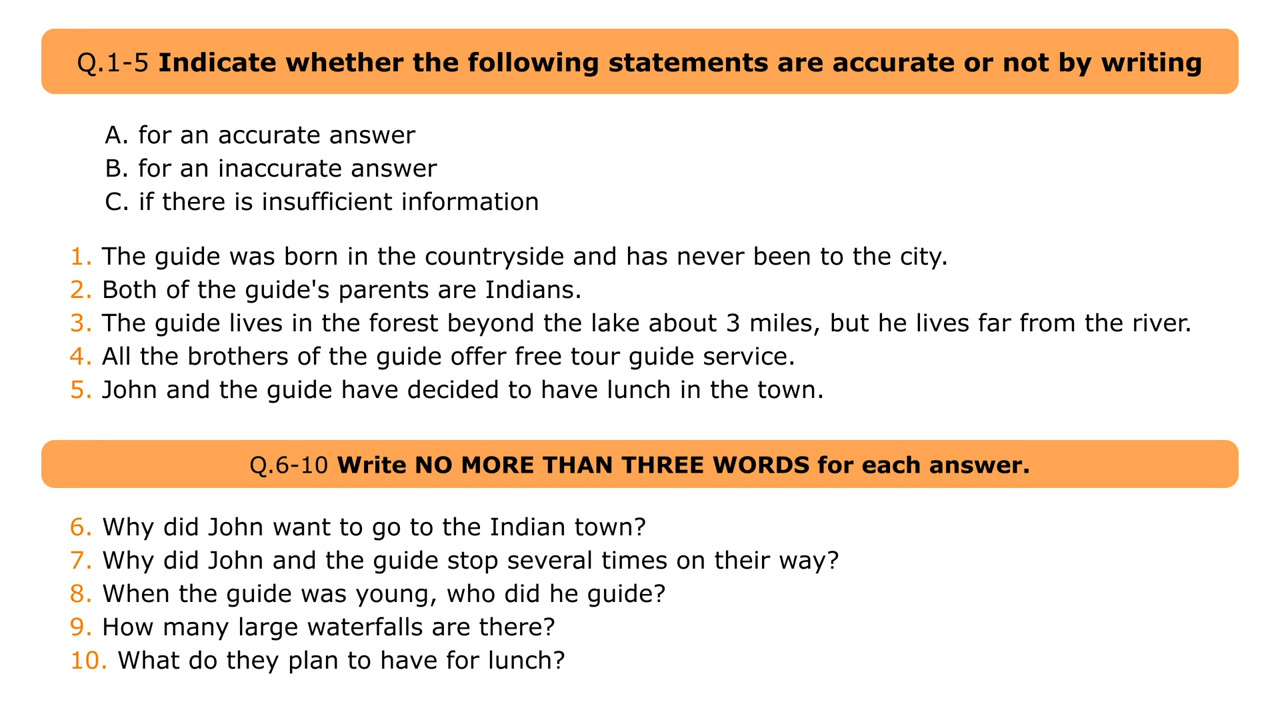 Q.1-5 Indicate whether the following statements are accurate or not by writing
A. for an accurate answer
B. for an inaccurate answer
C. if there is insufficient information
1. The guide was born in the countryside and has never been to the city.
2. Both of the guide's parents are Indians.
3. The guide lives in the forest beyond the lake about 3 miles, but he lives far from the river.
4. All the brothers of the guide offer free tour guide service.
5. John and the guide have decided to have lunch in the town.
Q.6-10 Write NO MORE THAN THREE WORDS for each answer.
6. Why did John want to go to the Indian town?
7. Why did John and the guide stop several times on their way?
8. When the guide was young, who did he guide?
9. How many large waterfalls are there?
10. What do they plan to have for lunch?